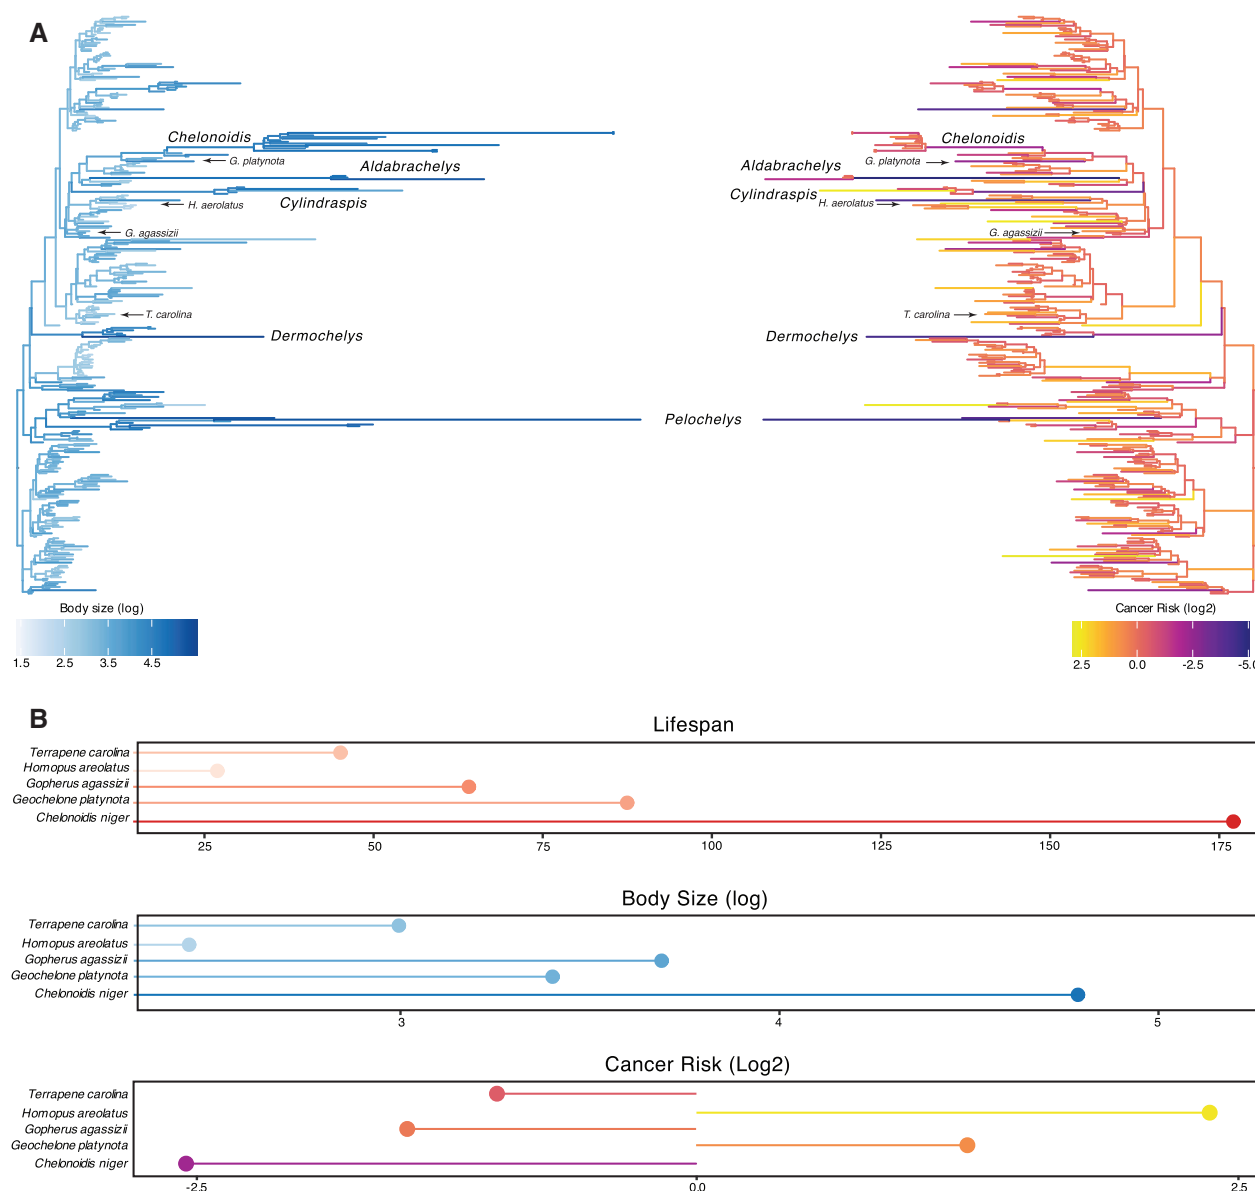 A
Chelonoidis
G. platynota
Aldabrachelys
Cylindraspis
H. aerolatus
G. agassizii
T. carolina
Dermochelys
Chelonoidis
G. platynota
Aldabrachelys
Cylindraspis
H. aerolatus
G. agassizii
T. carolina
Dermochelys
Pelochelys
Body size (log)
1.5 2.5 3.5 4.5
Cancer Risk (log2)
2.5 0.0 -2.5 -5.0
B
Lifespan
Terrapene carolina
Homopus areolatus
Gopherus agassizii
Geochelone platynota
Chelonoidis niger
25 50 75 100 125 150 175
Body Size (log)
Terrapene carolina
Homopus areolatus
Gopherus agassizii
Geochelone platynota
Chelonoidis niger
3 4 5
Cancer Risk (Log2)
Terrapene carolina
Homopus areolatus
Gopherus agassizii
Geochelone platynota
Chelonoidis niger
-2.5 0.0 2.5